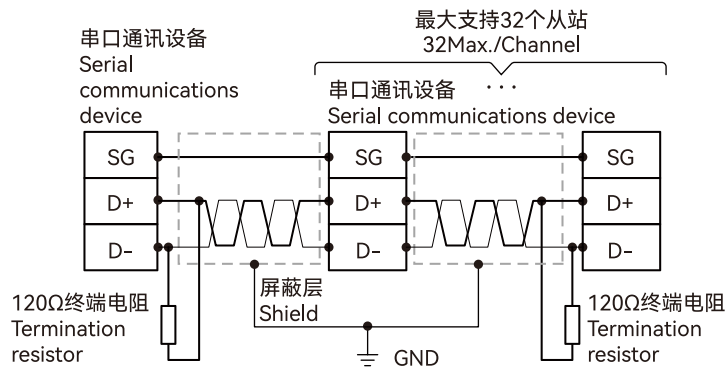 最大支持32个从站
32Max./Channel
串口通讯设备
Serial
communications
device
串口通讯设备 ···
Serial communications device
SG SG SG
D+ D+ D+
D- D- D-
120Ω终端电阻
Termination
resistor
屏蔽层
Shield
GND
120Ω终端电阻
Termination
resistor